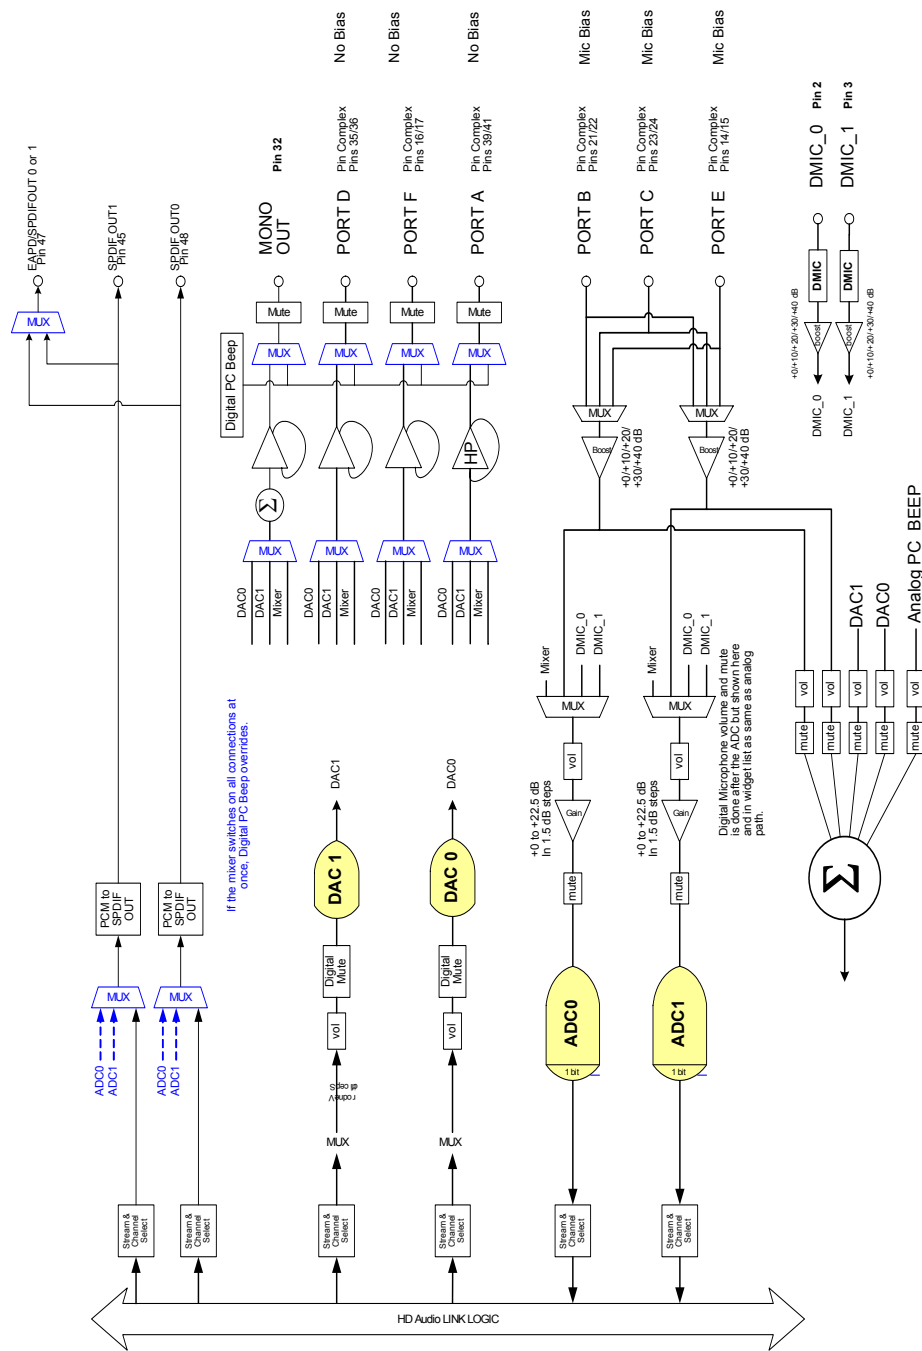 No Bias
No Bias
No Bias
Mic Bias
Mic Bias
Mic Bias
Pin 32
Pin Complex
Pins 35/36
Pin Complex
Pins 16/17
Pin Complex
Pins 39/41
Pin Complex
Pins 21/22
Pin Complex
Pins 23/24
Pin Complex
Pins 14/15
Pin 2
Pin 3
EAPD/SPDIFOUT 0 or 1
Pin 47
SPDIF_OUT1
Pin 45
SPDIF_OUT0
Pin 48
MONO
OUT
PORT D
PORT F
PORT A
PORT B
PORT C
PORT E
DMIC_0
DMIC_1
MUX
Mute
Mute
Mute
Mute
DMIC
DMIC
Digital PC Beep
MUX
MUX
MUX
MUX
boost
boost
+0/+10/+20/+30/+40 dB
+0/+10/+20/+30/+40 dB
DMIC_0
DMIC_1
MUX
MUX
HP
Boost
Boost
+0/+10/+20/
+30/+40 dB
+0/+10/+20/
+30/+40 dB
Σ
MUX
MUX
MUX
MUX
DAC0
DAC1
Mixer
DAC0
DAC1
Mixer
DAC0
DAC1
Mixer
DAC0
DAC1
Mixer
Mixer
DMIC_0
DMIC_1
Mixer
DMIC_0
DMIC_1
DAC1
DAC0
Analog PC BEEP
MUX
MUX
vol
vol
vol
vol
vol
mute
mute
mute
mute
mute
vol
vol
If the mixer switches on all connections at
once, Digital PC Beep overrides.
Digital Microphone volume and mute
is done after the ADC but shown here
and in widget list as same as analog
path.
DAC1
DAC0
+0 to +22.5 dB
In 1.5 dB steps
Gain
+0 to +22.5 dB
In 1.5 dB steps
Gain
mute
mute
Σ
PCM to
SPDIF
OUT
PCM to
SPDIF
OUT
DAC 1
DAC 0
Digital
Mute
Digital
Mute
MUX
MUX
ADC0
ADC1
ADC0
ADC1
vol
vol
ADC0
1 bit
ADC1
1 bit
Vendor
Specific
MUX
MUX
Stream &
Channel
Select
Stream &
Channel
Select
Stream &
Channel
Select
Stream &
Channel
Select
Stream &
Channel
Select
Stream &
Channel
Select
HD Audio LINK LOGIC